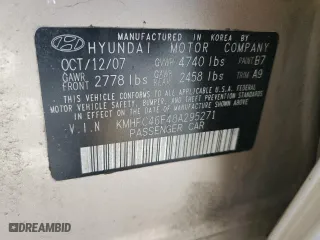 MANUFACTURED IN KOREA BY
HYUNDAI MOTOR COMPANY
OCT/12/07 GVWR 4740 lbs PAINT B7
GAWR FRONT 2778 lbs GAWR REAR 2458 lbs TRIM A9
THIS VEHICLE CONFORMS TO ALL APPLICABLE U.S. FEDERAL
MOTOR VEHICLE SAFETY, BUMPER, AND THEFT PREVENTION
STANDARDS IN EFFECT ON THE DATE OF MANUFACTURE
SHOWN ABOVE.
V.I.N KMHFC46F48A295271
PASSENGER CAR